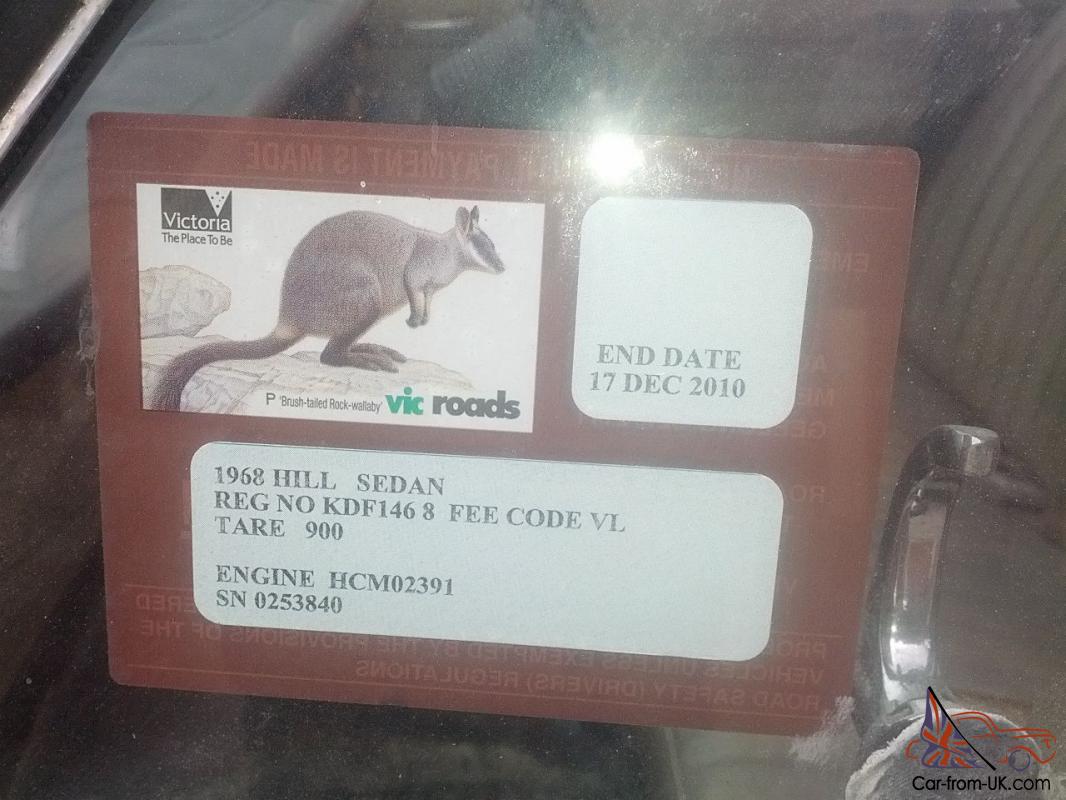 PAYMENT IS MADE
Victoria
The Place To Be
P 'Brush-tailed Rock-wallaby' vic roads
END DATE
17 DEC 2010
1968 HILL SEDAN
REG NO KDF146 8 FEE CODE VL
TARE 900
ENGINE HCM02391
SN 0253840
VEHICLES UNLESS EXEMPTED BY THE PROVISIONS OF THE
ROAD SAFETY (DRIVERS) REGULATIONS
Car-from-UK.com